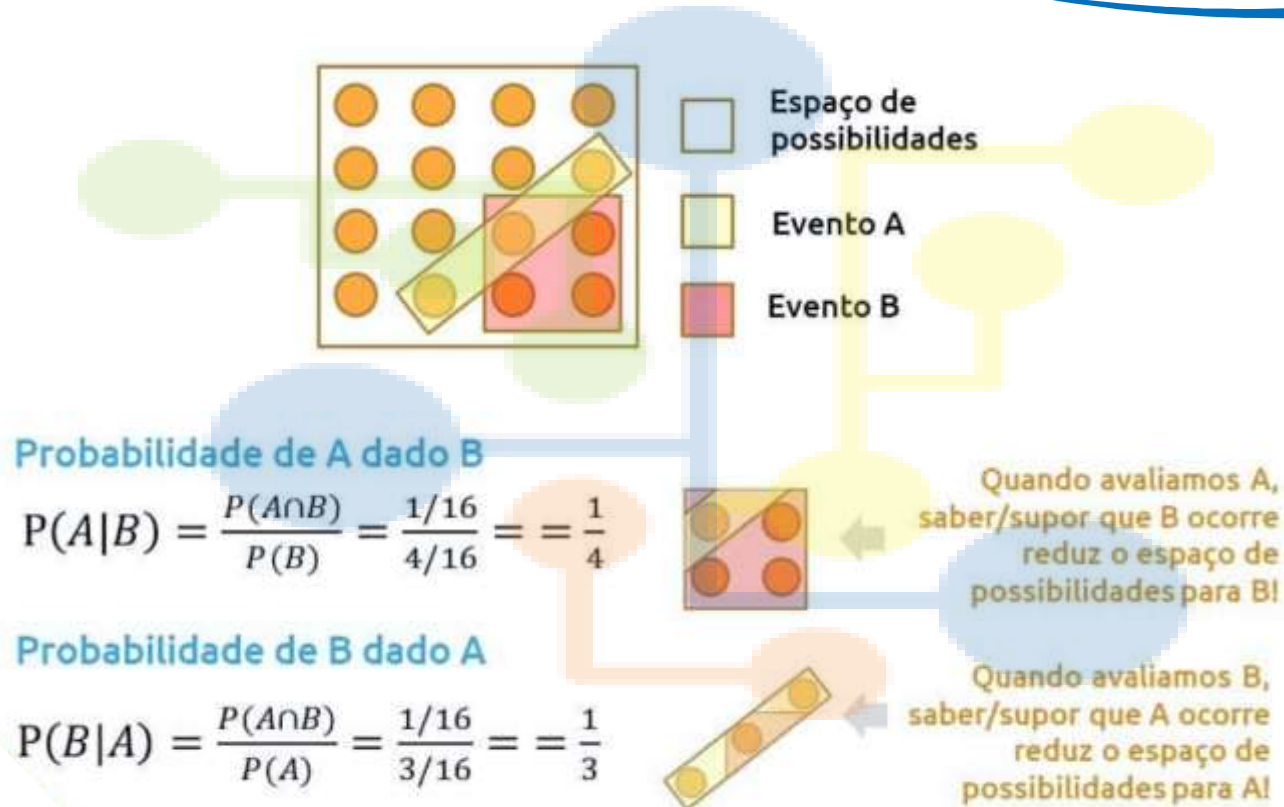 Espaço de
possibilidades
Evento A
Evento B
Probabilidade de A dado B
P(A|B) = P(A∩B)/P(B) = 1/16/4/16 = = 1/4
Quando avaliamos A,
saber/supor que B ocorre
reduz o espaço de
possibilidades para B!
Probabilidade de B dado A
P(B|A) = P(A∩B)/P(A) = 1/16/3/16 = = 1/3
Quando avaliamos B,
saber/supor que A ocorre
reduz o espaço de
possibilidades para A!